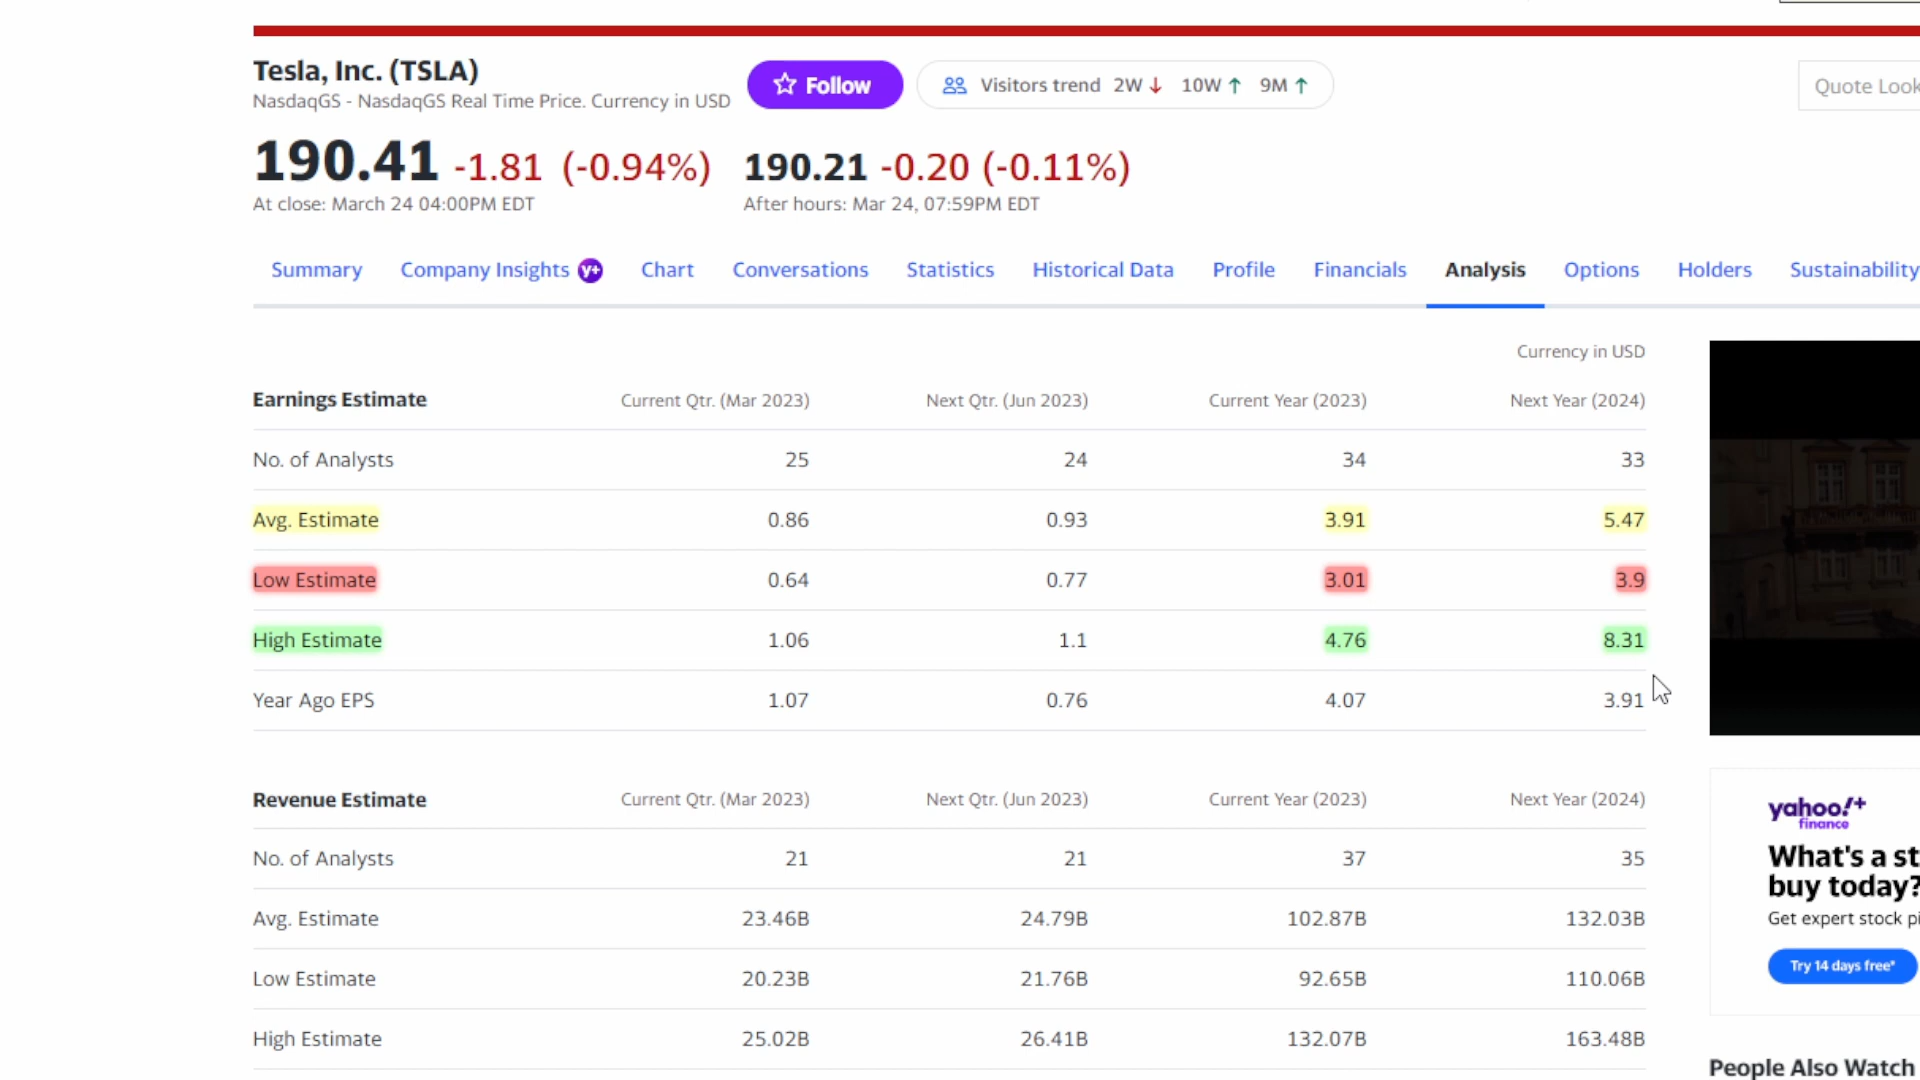 Tesla, Inc. (TSLA)
NasdaqGS - NasdaqGS Real Time Price. Currency in USD
Follow
Visitors trend 2W ↓ 10W ↑ 9M ↑
Quote Look
190.41 -1.81 (-0.94%) 190.21 -0.20 (-0.11%)
At close: March 24 04:00PM EDT After hours: Mar 24, 07:59PM EDT
Summary Company Insights y+ Chart Conversations Statistics Historical Data Profile Financials Analysis Options Holders Sustainability
Currency in USD
Earnings Estimate Current Qtr. (Mar 2023) Next Qtr. (Jun 2023) Current Year (2023) Next Year (2024)
No. of Analysts 25 24 34 33
Avg. Estimate 0.86 0.93 3.91 5.47
Low Estimate 0.64 0.77 3.01 3.9
High Estimate 1.06 1.1 4.76 8.31
Year Ago EPS 1.07 0.76 4.07 3.91
Revenue Estimate Current Qtr. (Mar 2023) Next Qtr. (Jun 2023) Current Year (2023) Next Year (2024)
No. of Analysts 21 21 37 35
Avg. Estimate 23.46B 24.79B 102.87B 132.03B
Low Estimate 20.23B 21.76B 92.65B 110.06B
High Estimate 25.02B 26.41B 132.07B 163.48B
yahoo!+
finance
What's a st
buy today?
Get expert stock pi
Try 14 days free*
People Also Watch